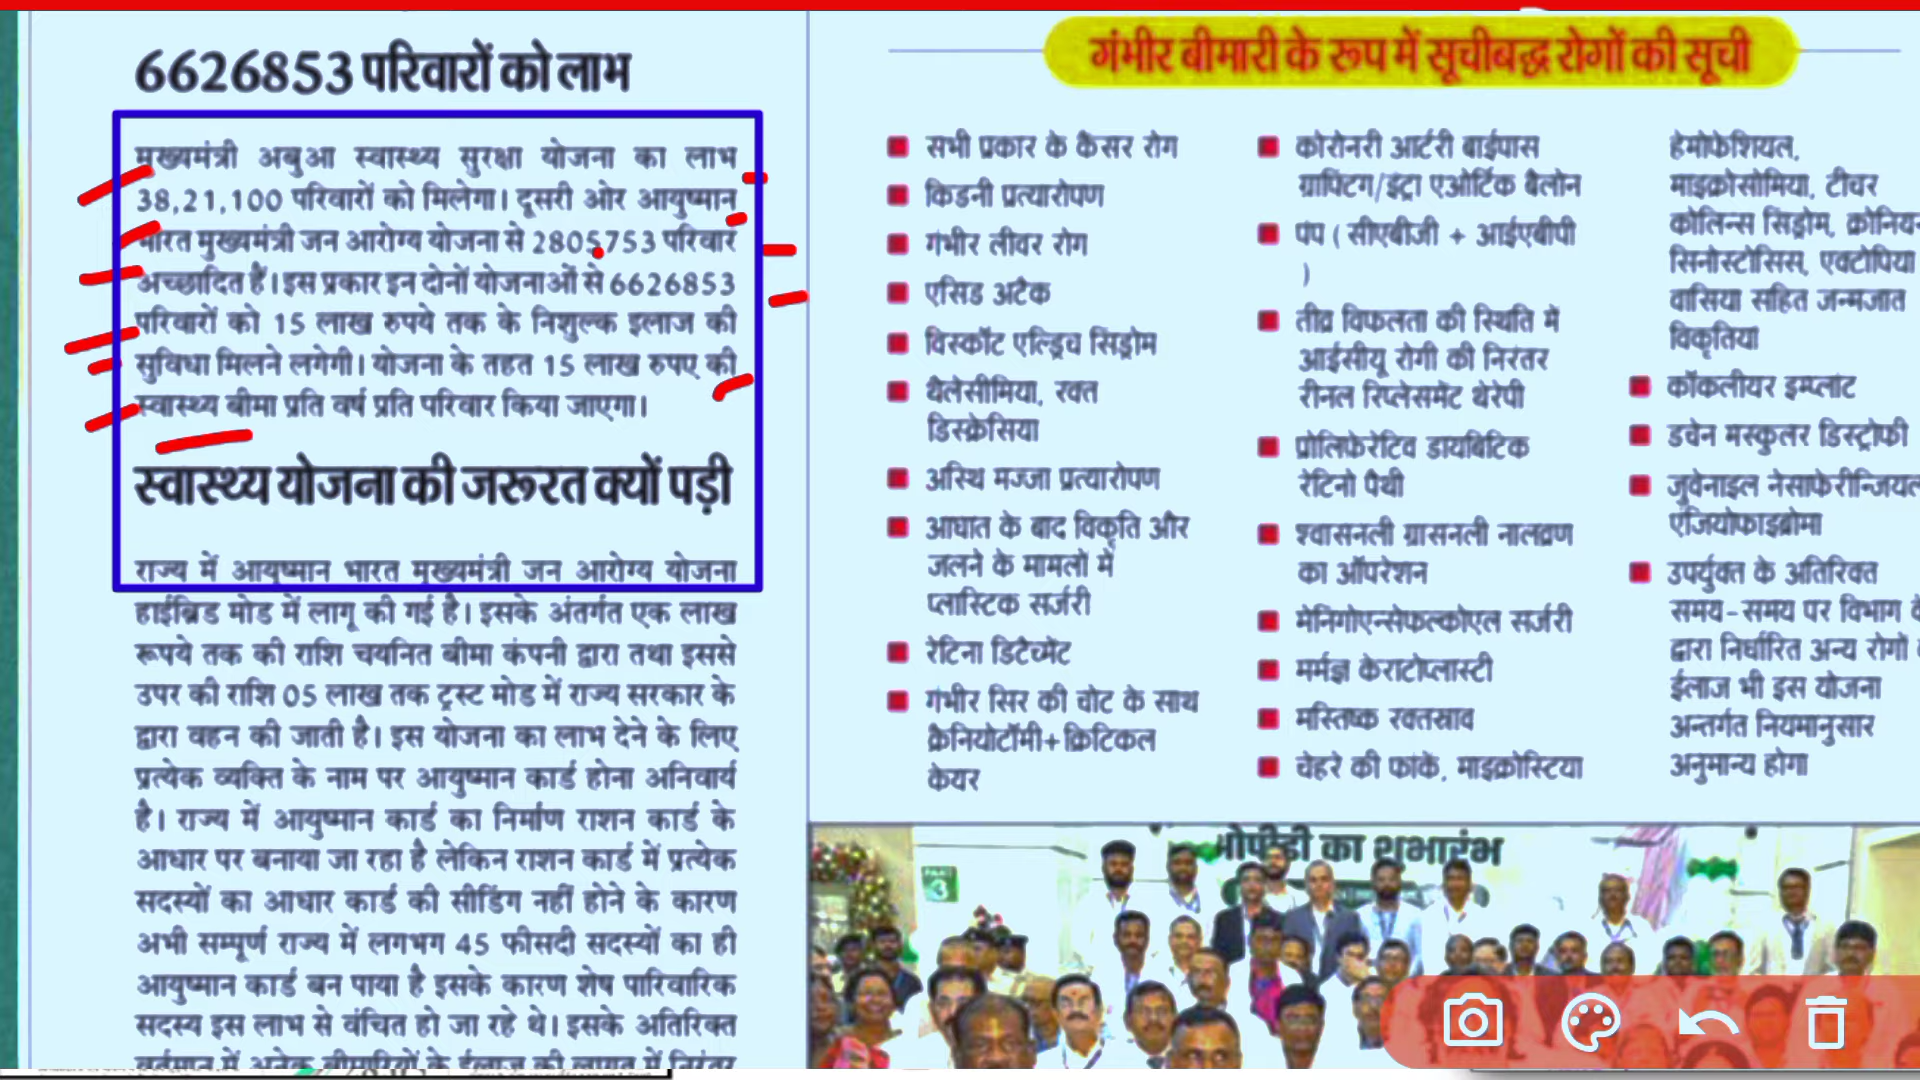 6626853 परिवारों को लाभ
मुख्यमंत्री अबुआ स्वास्थ्य सुरक्षा योजना का लाभ
38,21,100 परिवारों को मिलेगा। दूसरी ओर आयुष्मान
भारत मुख्यमंत्री जन आरोग्य योजना से 2805753 परिवार
अच्छादित हैं। इस प्रकार इन दोनों योजनाओं से 6626853
परिवारों को 15 लाख रुपये तक के निशुल्क इलाज की
सुविधा मिलने लगेगी। योजना के तहत 15 लाख रुपए की
स्वास्थ्य बीमा प्रति वर्ष प्रति परिवार किया जाएगा।
स्वास्थ्य योजना की जरूरत क्यों पड़ी
राज्य में आयुष्मान भारत मुख्यमंत्री जन आरोग्य योजना
हाईब्रिड मोड में लागू की गई है। इसके अंतर्गत एक लाख
रूपये तक की राशि चयनित बीमा कंपनी द्वारा तथा इससे
उपर की राशि 05 लाख तक ट्रस्ट मोड में राज्य सरकार के
द्वारा वहन की जाती है। इस योजना का लाभ देने के लिए
प्रत्येक व्यक्ति के नाम पर आयुष्मान कार्ड होना अनिवार्य
है। राज्य में आयुष्मान कार्ड का निर्माण राशन कार्ड के
आधार पर बनाया जा रहा है लेकिन राशन कार्ड में प्रत्येक
सदस्यों का आधार कार्ड की सीडिंग नहीं होने के कारण
अभी सम्पूर्ण राज्य में लगभग 45 फीसदी सदस्यों का ही
आयुष्मान कार्ड बन पाया है इसके कारण शेष पारिवारिक
सदस्य इस लाभ से वंचित हो जा रहे थे। इसके अतिरिक्त
वर्तमान में अनेक बीमारियों के ईलाज की लागत में निरंतर
गंभीर बीमारी के रूप में सूचीबद्ध रोगों की सूची
सभी प्रकार के कैंसर रोग
किडनी प्रत्यारोपण
गंभीर लीवर रोग
एसिड अटैक
विस्कॉट एल्ड्रिच सिंड्रोम
थैलेसीमिया, रक्त
डिस्क्रेसिया
अस्थि मज्जा प्रत्यारोपण
आघात के बाद विकृति और
जलने के मामलों में
प्लास्टिक सर्जरी
रेटिना डिटैच्मेंट
गंभीर सिर की चोट के साथ
क्रैनियोटॉमी+क्रिटिकल
केयर
कोरोनरी आर्टरी बाईपास
ग्राफ्टिंग/इंट्रा एओर्टिक बैलोन
पंप ( सीएबीजी + आईएबीपी
)
तीव्र विफलता की स्थिति में
आईसीयू रोगी की निरंतर
रीनल रिप्लेसमेंट थेरेपी
प्रोलिफेरेटिव डायबिटिक
रेटिनो पैथी
श्वासनली ग्रासनली नालव्रण
का ऑपरेशन
मेनिंगोएन्सेफल्कोएल सर्जरी
मर्मज्ञ केराटोप्लास्टी
मस्तिष्क रक्तस्राव
चेहरे की फांकें, माइक्रोस्टिया
हेमीफेशियल,
माइक्रोसोमिया, टीचर
कोलिन्स सिंड्रोम,
सिनोस्टोसिस, एक्टोपिया
वासिया सहित जन्मजात
विकृतियां
कॉकलीयर इम्प्लांट
डचेन मस्कुलर डिस्ट्रोफी
जुवेनाइल
एंजियोफाइब्रोमा
उपर्युक्त के अतिरिक्त
समय-समय पर विभाग
द्वारा निर्धारित अन्य रोगों
ईलाज भी इस योजना
अन्तर्गत नियमानुसार
अनुमान्य होगा
ओपीडी का शुभारंभ
3